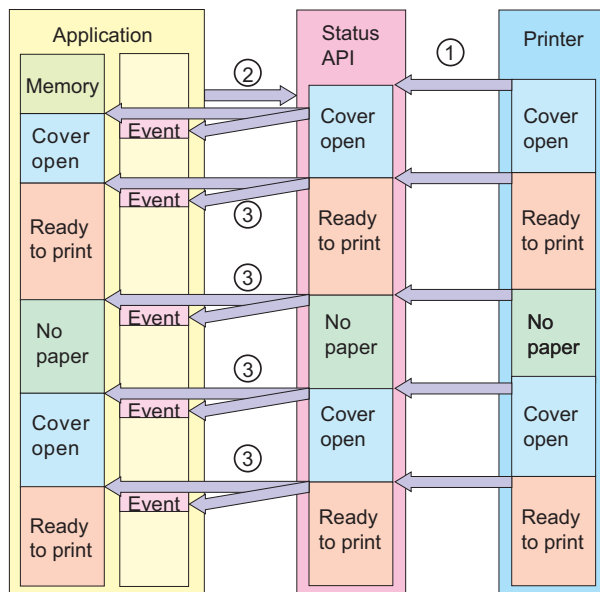 Application
Memory
Cover
open
Ready
to print
No
paper
Cover
open
Ready
to print
Event
Event
Event
Event
Event
2
3
3
3
3
Status
API
Cover
open
Ready
to print
No
paper
Cover
open
Ready
to print
1
Printer
Cover
open
Ready
to print
No
paper
Cover
open
Ready
to print